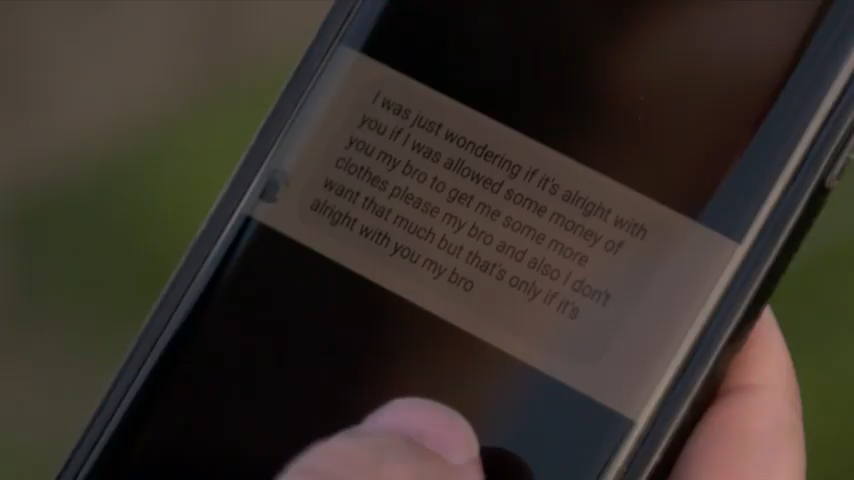 I was just wondering if it's alright with
you if I was allowed some money of
you my bro to get me some more
clothes please my bro and also I don't
want that much but that's only if it's
alright with you my bro